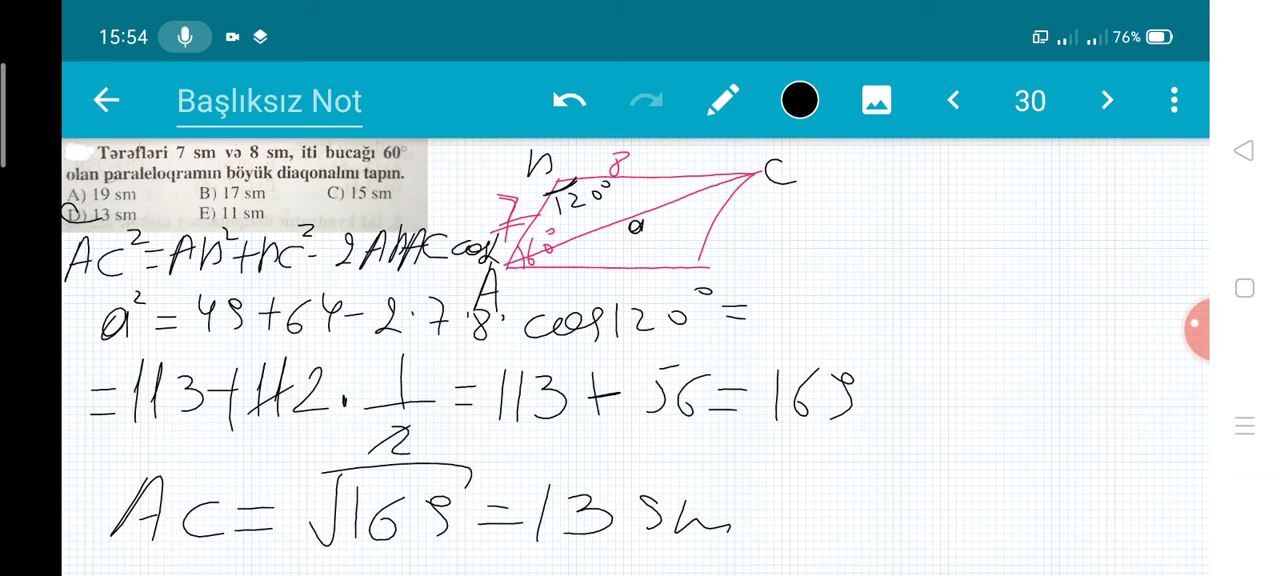 15:54
76%
Başlıksız Not
30
Tərəfləri 7 sm və 8 sm, iti bucağı 60°
olan paraleloqramın böyük diaqonalını tapın.
A) 19 sm B) 17 sm C) 15 sm
D) 13 sm E) 11 sm
B 8 C
7 120°
60° a
A
AC² = AB² + BC² - 2AB·AC cos
a² = 49 + 64 - 2·7·8·cos120° =
= 113 + 112 · 1/2 = 113 + 56 = 169
AC = √169 = 13 sm